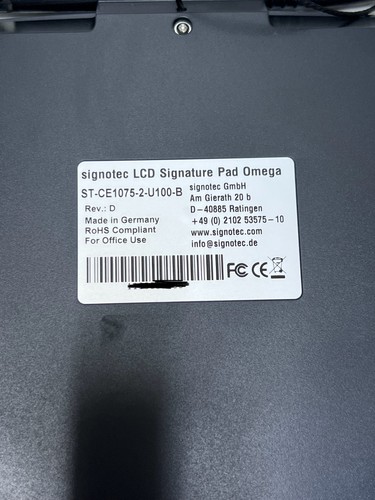 signotec LCD Signature Pad Omega
ST-CE1075-2-U100-B
Rev.: D
Made in Germany
RoHS Compliant
For Office Use
signotec GmbH
Am Gierath 20 b
D-40885 Ratingen
+49 (0) 2102 53575-10
www.signotec.com
info@signotec.de
FC CE